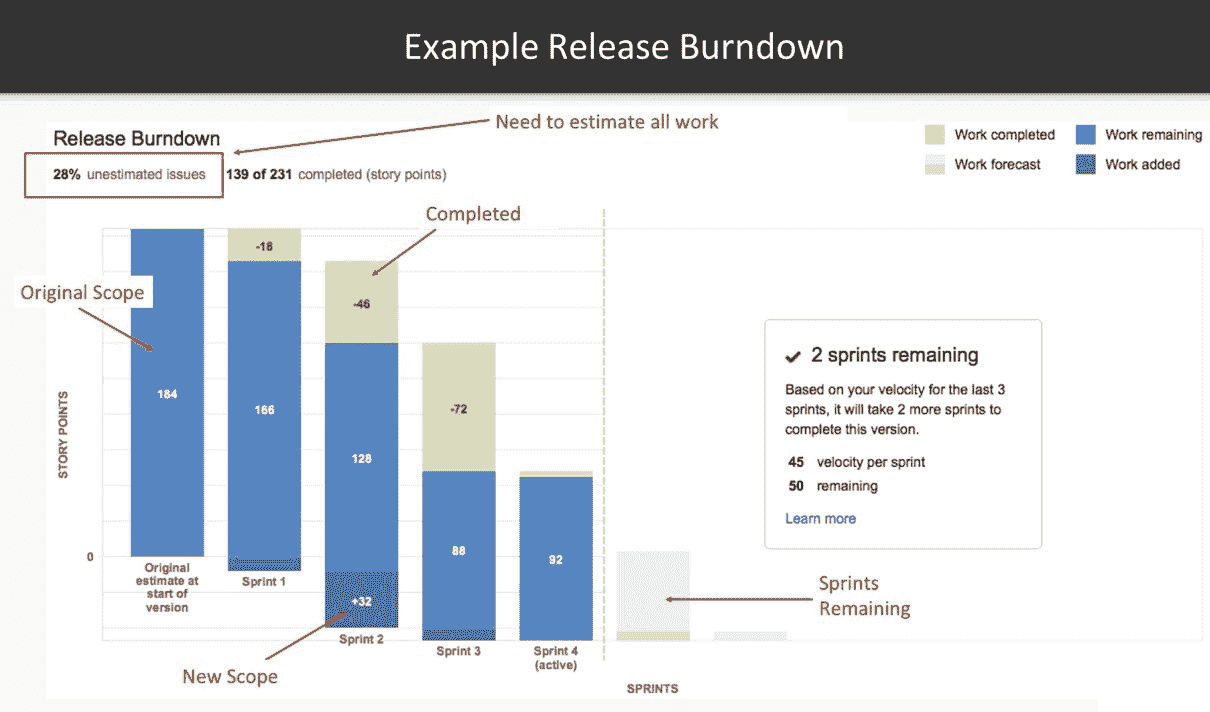 Example Release Burndown
Need to estimate all work
Release Burndown
28% unestimated issues
139 of 231 completed (story points)
Work completed
Work remaining
Work forecast
Work added
Completed
Original Scope
-18
-46
-72
184
166
128
88
92
+32
STORY POINTS
0
Original
estimate at
start of
version
Sprint 1
Sprint 2
Sprint 3
Sprint 4
(active)
New Scope
2 sprints remaining
Based on your velocity for the last 3
sprints, it will take 2 more sprints to
complete this version.
45 velocity per sprint
50 remaining
Learn more
Sprints
Remaining
SPRINTS